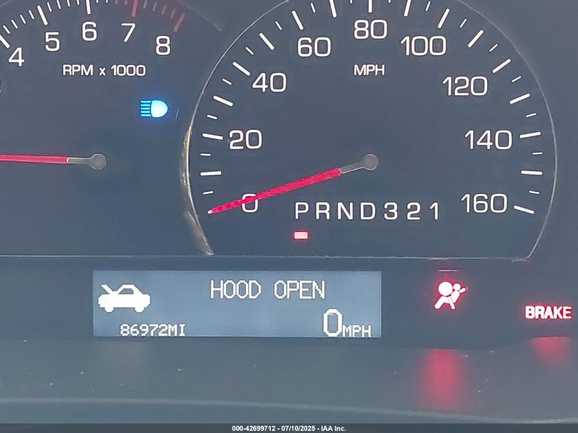 4 5 6 7 8
RPM x 1000
0 20 40 60 80 100 120 140 160
MPH
PRND321
HOOD OPEN
86972MI
0MPH
BRAKE
000-42699712 - 07/10/2025 - IAA Inc.